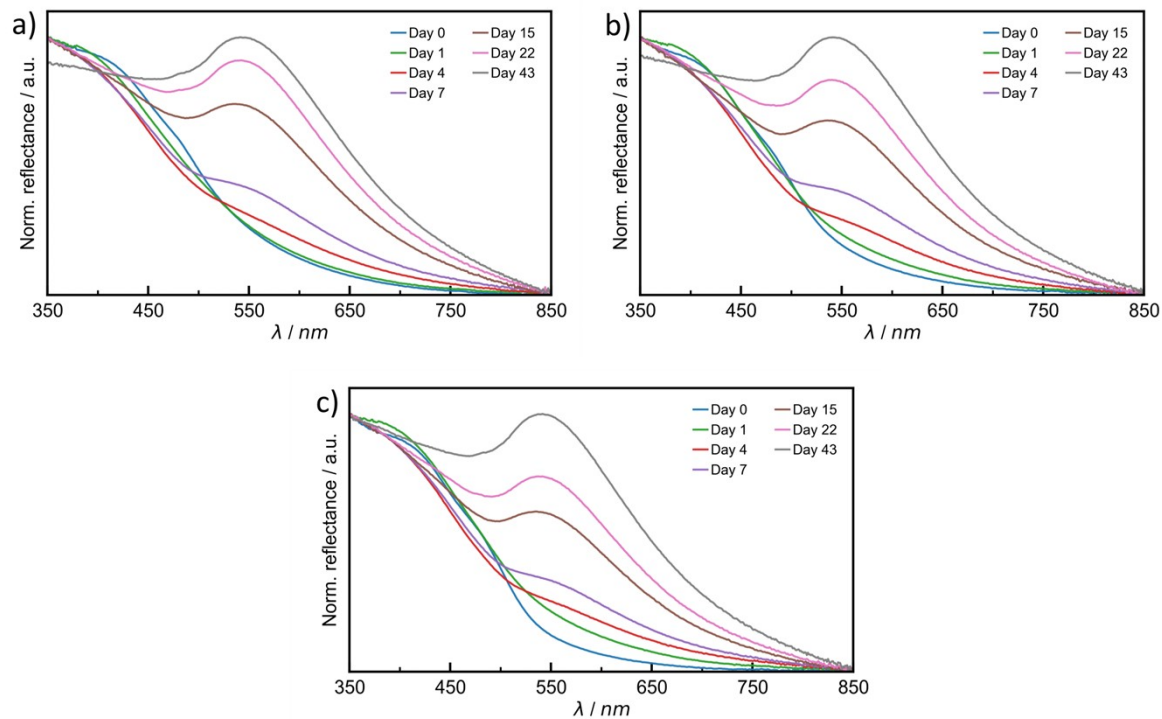 a)
Norm. reflectance / a.u.
Day 0
Day 1
Day 4
Day 7
Day 15
Day 22
Day 43
350 450 550 650 750 850
λ / nm
b)
Norm. reflectance / a.u.
Day 0
Day 1
Day 4
Day 7
Day 15
Day 22
Day 43
350 450 550 650 750 850
λ / nm
c)
Norm. reflectance / a.u.
Day 0
Day 1
Day 4
Day 7
Day 15
Day 22
Day 43
350 450 550 650 750 850
λ / nm